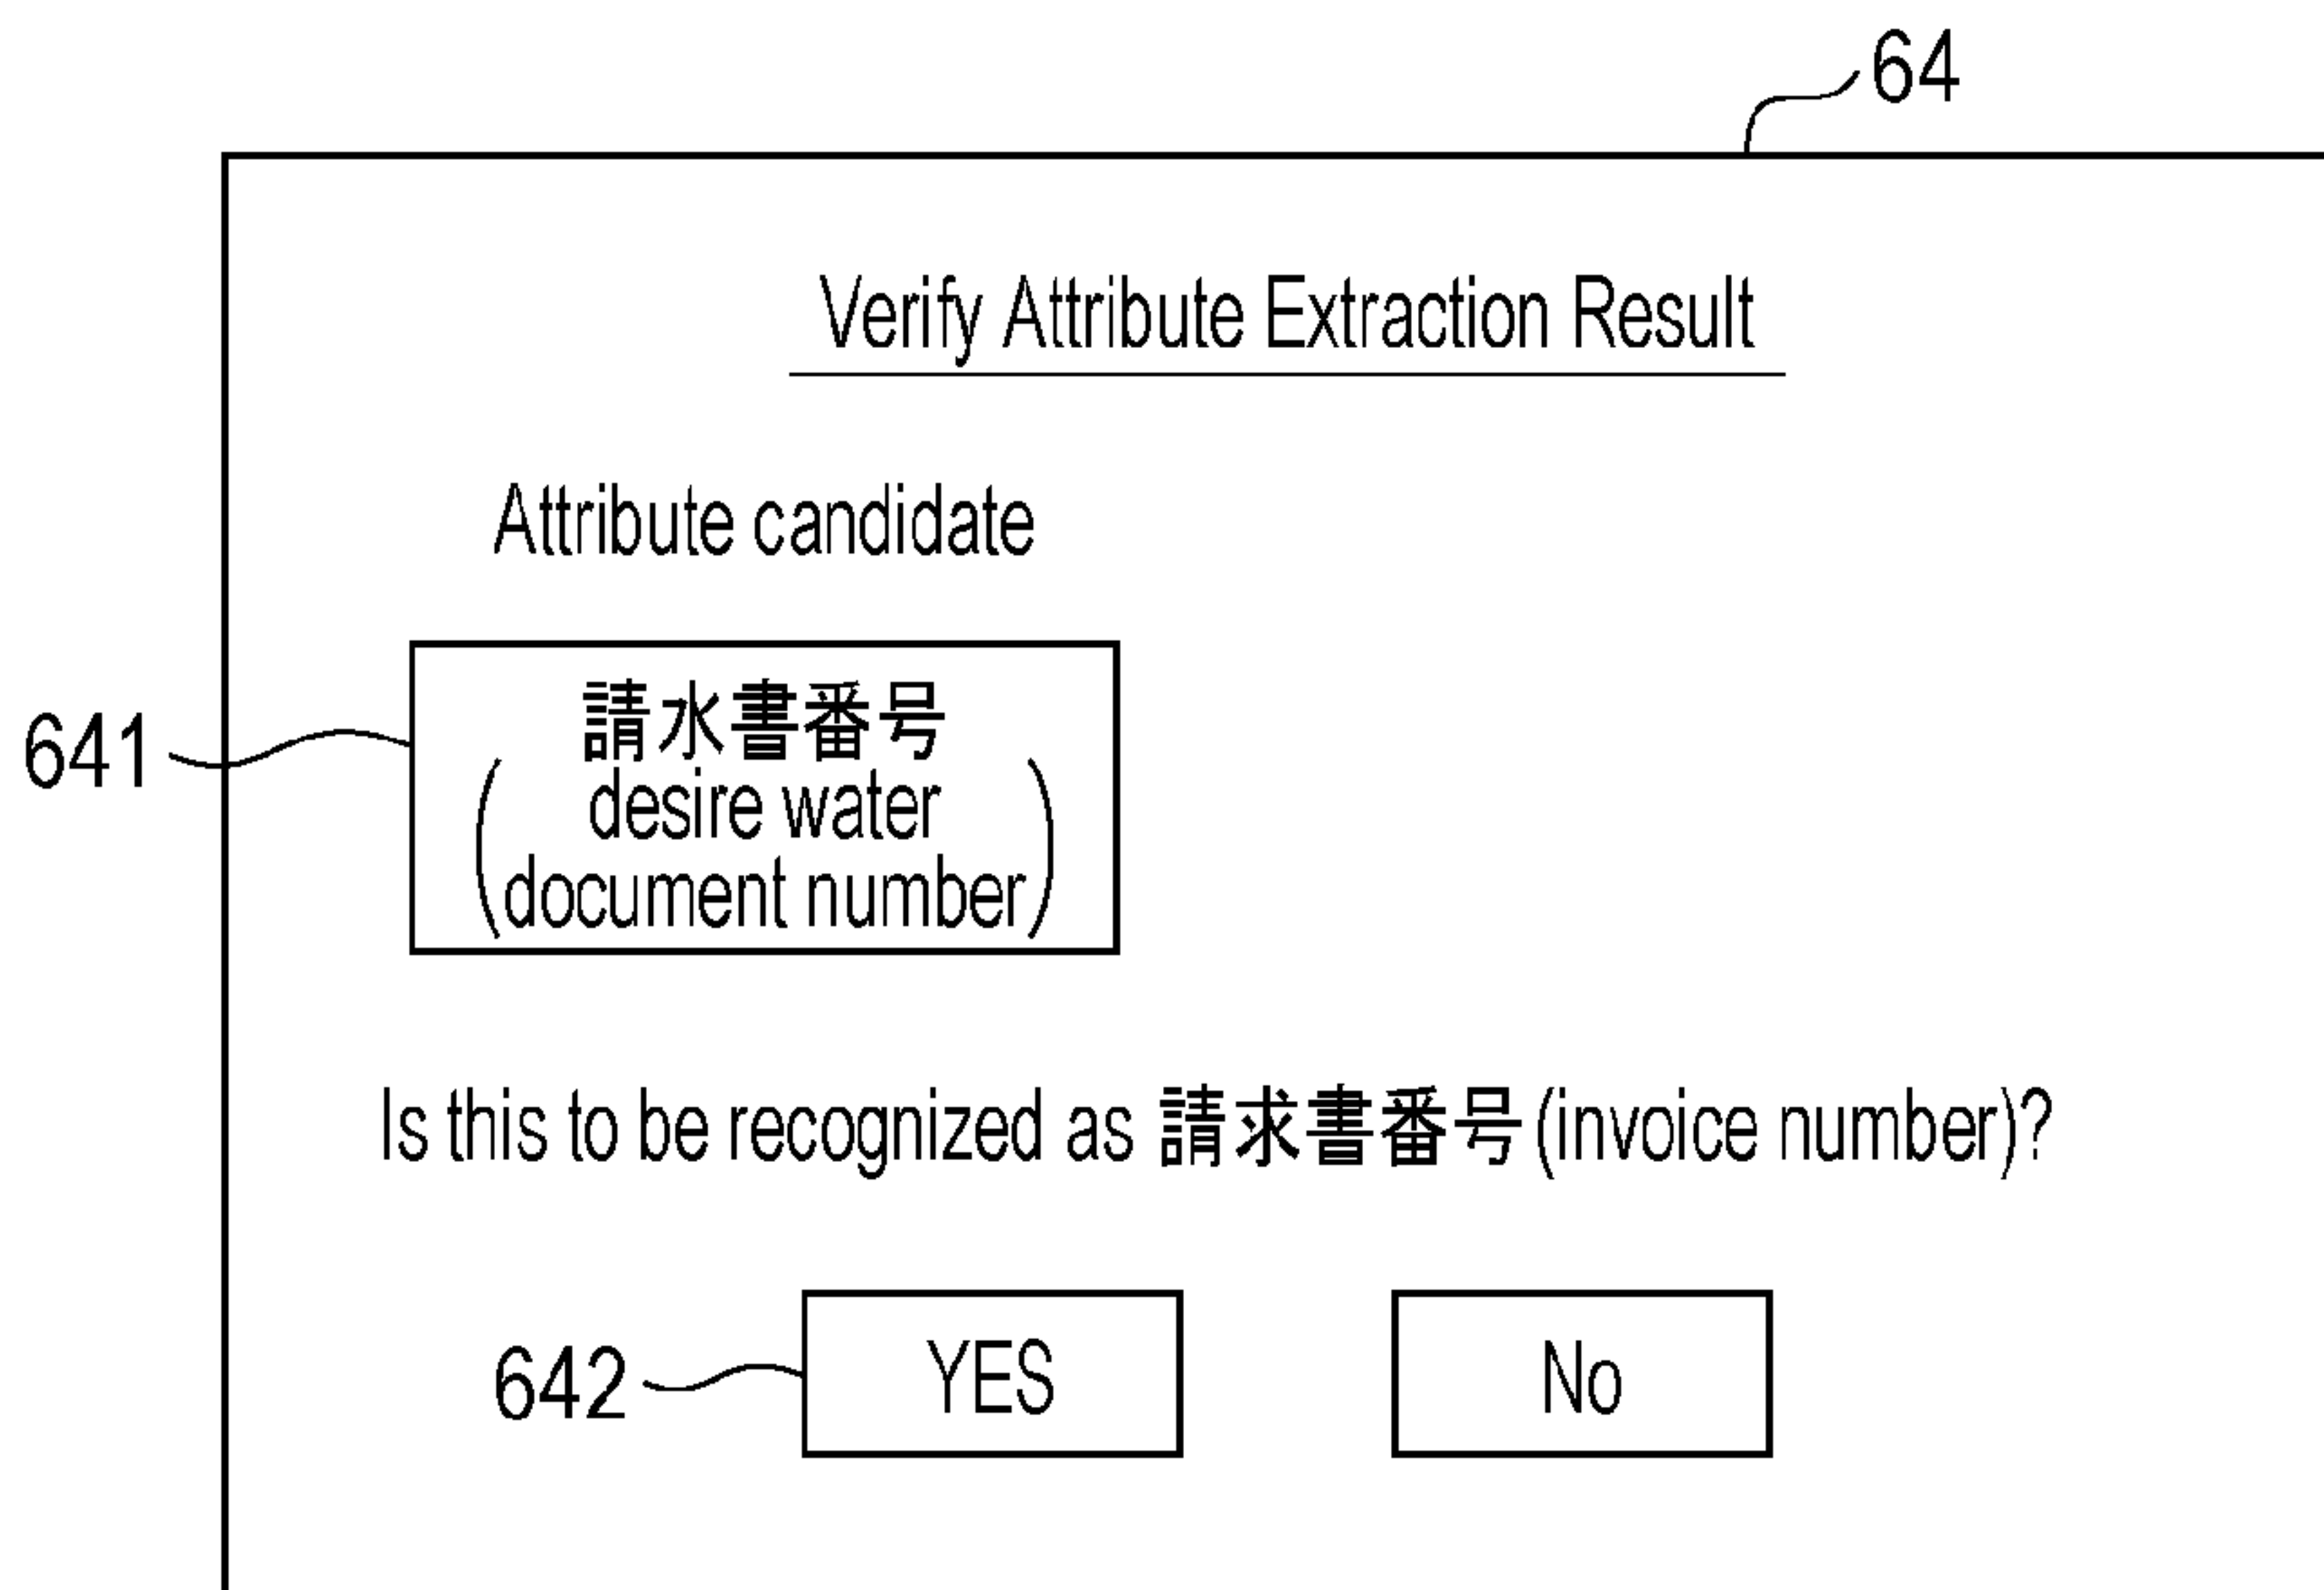 64
Verify Attribute Extraction Result
Attribute candidate
641
請水書番号
(desire water
document number)
Is this to be recognized as 請求書番号(invoice number)?
642
YES
No